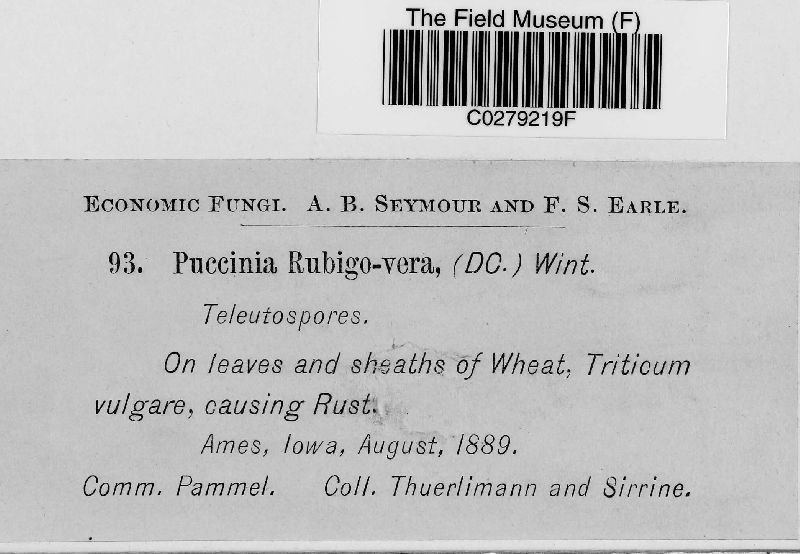 The Field Museum (F)
C0279219F
Economic Fungi. A. B. Seymour and F. S. Earle.
93. Puccinia Rubigo-vera, (DC.) Wint.
Teleutospores.
On leaves and sheaths of Wheat, Triticum
vulgare, causing Rust.
Ames, Iowa, August, 1889.
Comm. Pammel. Coll. Thuerlimann and Sirrine.